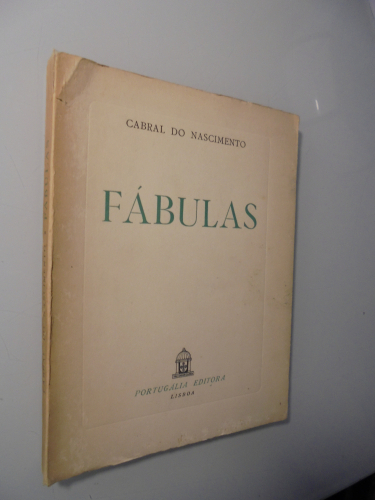 CABRAL DO NASCIMENTO
FÁBULAS
PORTUGÁLIA EDITORA
LISBOA